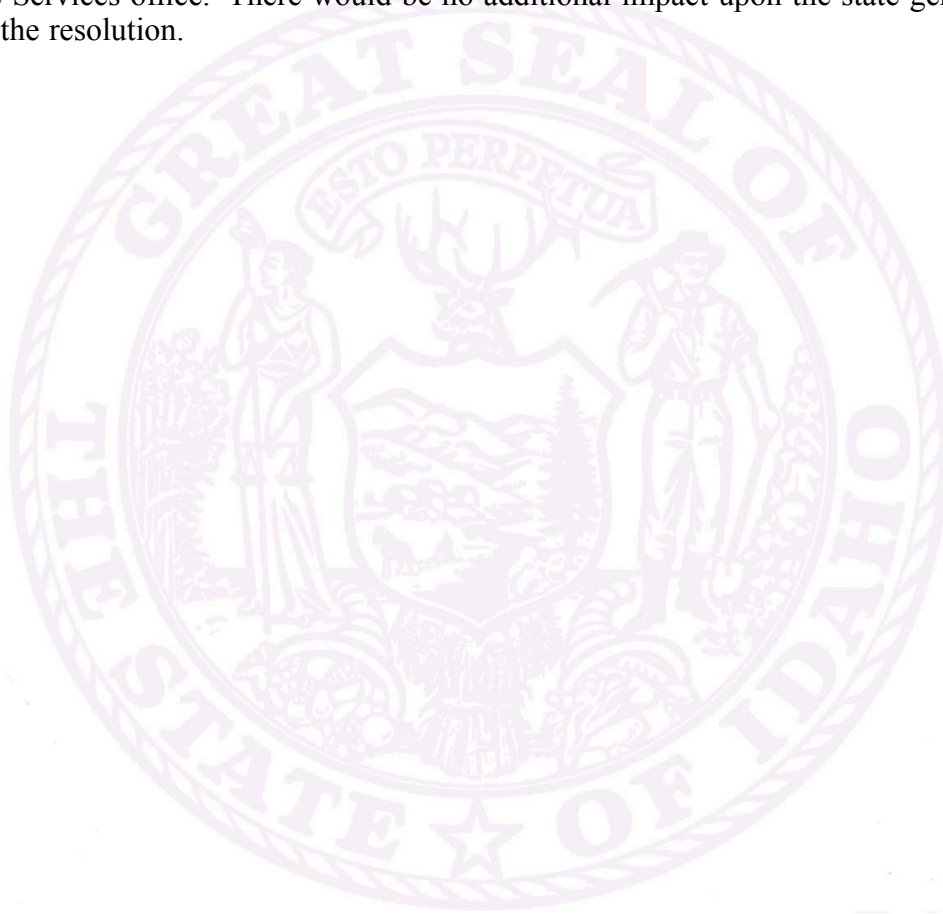 Services office. There would be no additional impact upon the state
the resolution.
GREAT SEAL OF
ESTO PERPETUA
THE STATE OF IDAHO